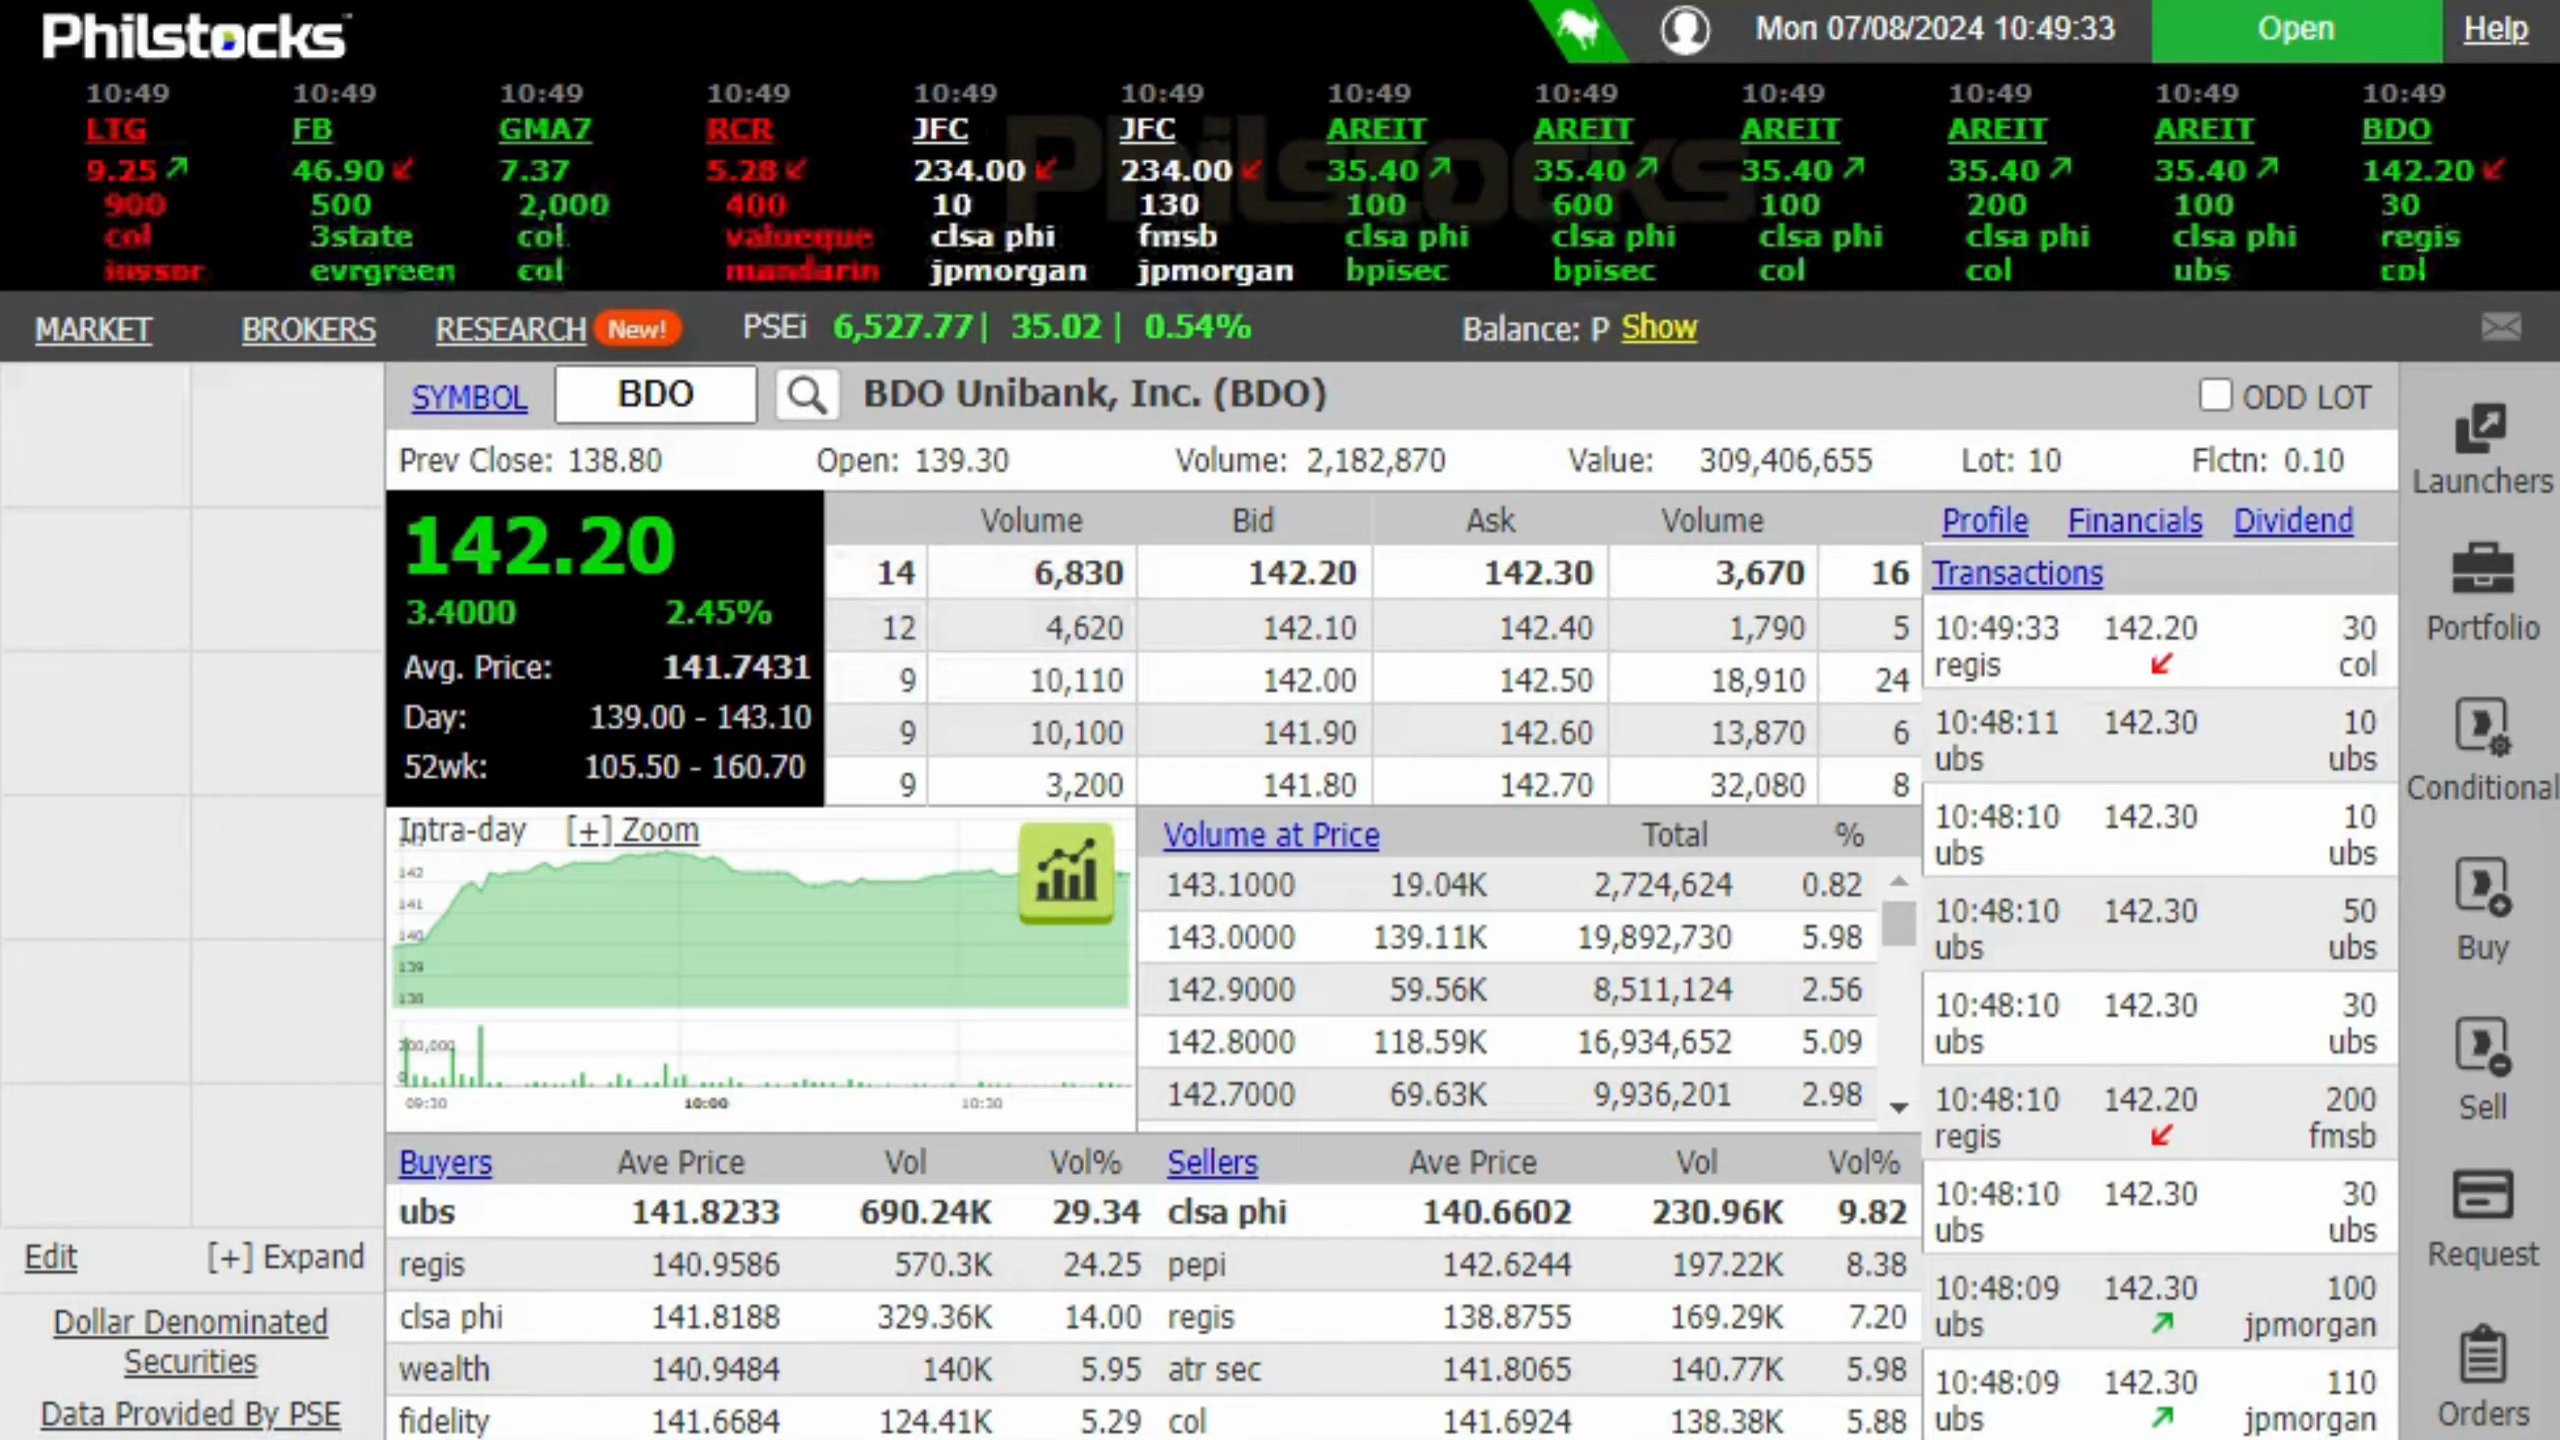 Philstocks
Mon 07/08/2024 10:49:33
Open
Help
10:49 10:49 10:49 10:49 10:49 10:49 10:49 10:49 10:49 10:49 10:49 10:49
LTG FB GMA7 RCR JFC JFC AREIT AREIT AREIT AREIT AREIT BDO
9.25 46.90 7.37 5.28 234.00 234.00 35.40 35.40 35.40 35.40 35.40 142.20
900 500 2,000 400 10 130 100 600 100 200 100 30
col 3state col valueque clsa phi fmsb clsa phi clsa phi clsa phi clsa phi clsa phi regis
evrgreen col mandarin jpmorgan jpmorgan bpisec bpisec col col ubs col
MARKET BROKERS RESEARCH New! PSEi 6,527.77| 35.02 | 0.54% Balance: P Show
SYMBOL BDO BDO Unibank, Inc. (BDO) ODD LOT
Prev Close: 138.80 Open: 139.30 Volume: 2,182,870 Value: 309,406,655 Lot: 10 Flctn: 0.10
142.20
3.4000 2.45%
Avg. Price: 141.7431
Day: 139.00 - 143.10
52wk: 105.50 - 160.70
Volume Bid Ask Volume
14 6,830 142.20 142.30 3,670 16
12 4,620 142.10 142.40 1,790 5
9 10,110 142.00 142.50 18,910 24
9 10,100 141.90 142.60 13,870 6
9 3,200 141.80 142.70 32,080 8
Intra-day [+] Zoom
142
141
140
139
138
200,000
0
09:30 10:00 10:30
Volume at Price Total %
143.1000 19.04K 2,724,624 0.82
143.0000 139.11K 19,892,730 5.98
142.9000 59.56K 8,511,124 2.56
142.8000 118.59K 16,934,652 5.09
142.7000 69.63K 9,936,201 2.98
Buyers Ave Price Vol Vol% Sellers Ave Price Vol Vol%
ubs 141.8233 690.24K 29.34 clsa phi 140.6602 230.96K 9.82
regis 140.9586 570.3K 24.25 pepi 142.6244 197.22K 8.38
clsa phi 141.8188 329.36K 14.00 regis 138.8755 169.29K 7.20
wealth 140.9484 140K 5.95 atr sec 141.8065 140.77K 5.98
fidelity 141.6684 124.41K 5.29 col 141.6924 138.38K 5.88
Profile Financials Dividend
Transactions
10:49:33 142.20 30
regis col
10:48:11 142.30 10
ubs ubs
10:48:10 142.30 10
ubs ubs
10:48:10 142.30 50
ubs ubs
10:48:10 142.30 30
ubs ubs
10:48:10 142.20 200
regis fmsb
10:48:10 142.30 30
ubs ubs
10:48:09 142.30 100
ubs jpmorgan
10:48:09 142.30 110
ubs jpmorgan
Launchers
Portfolio
Conditional
Buy
Sell
Request
Orders
Edit [+] Expand
Dollar Denominated
Securities
Data Provided By PSE
Philstocks